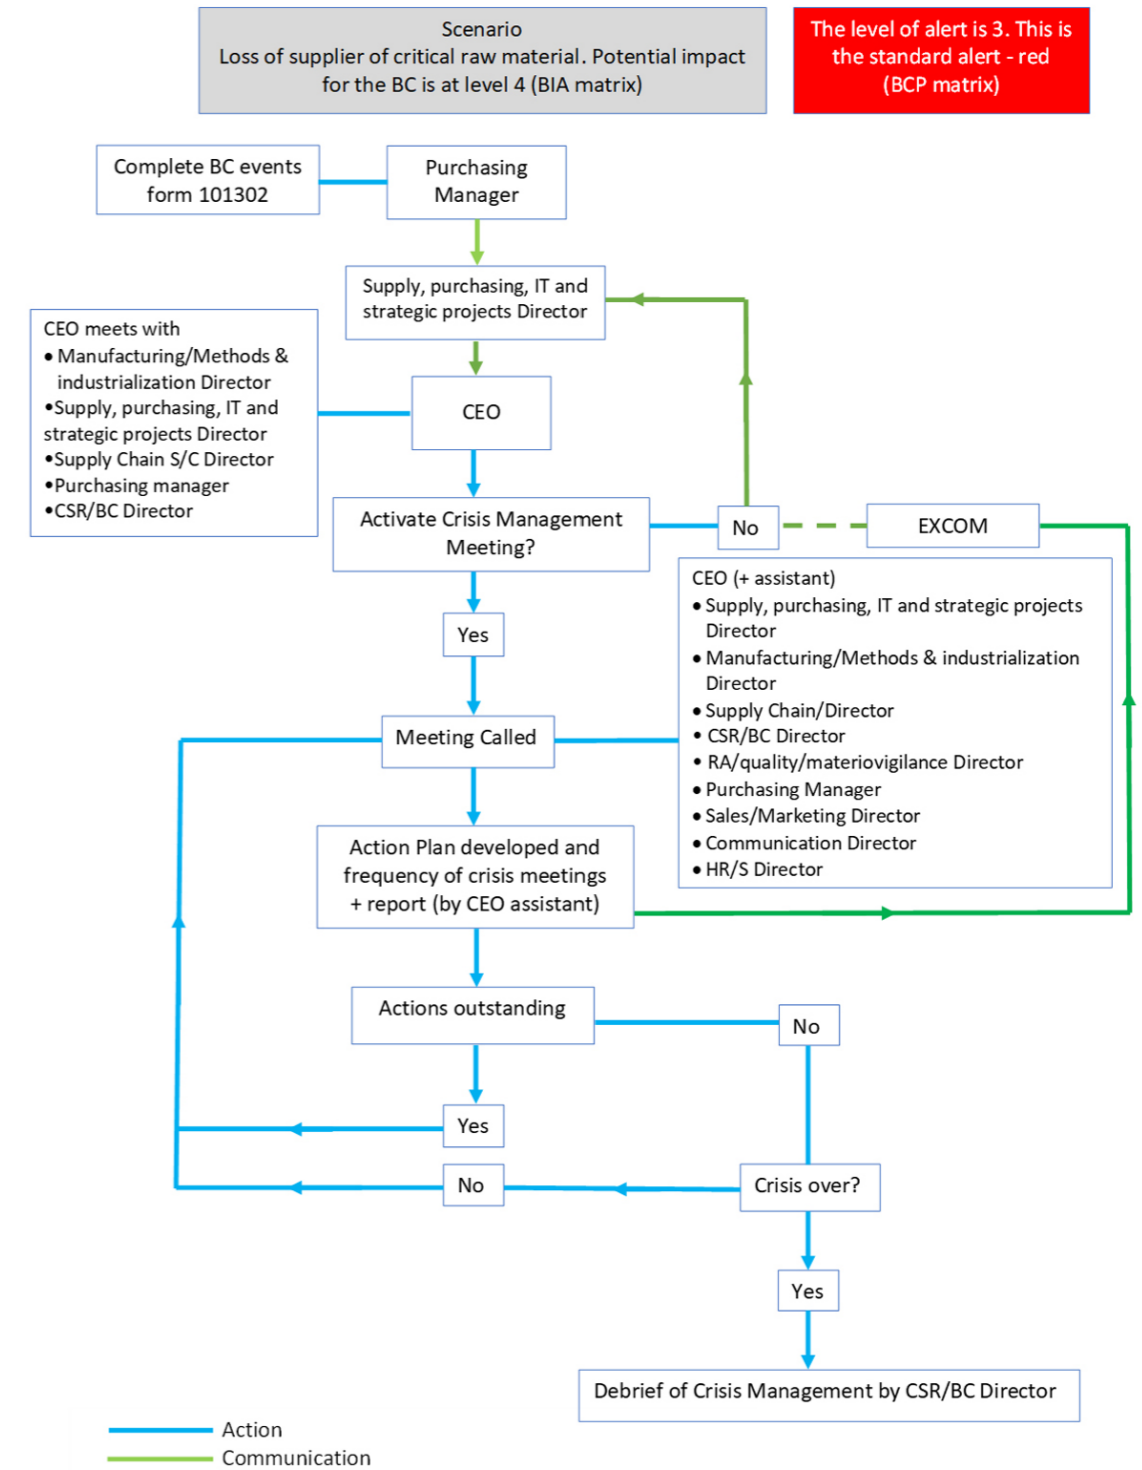 Scenario
Loss of supplier of critical raw material. Potential impact
for the BC is at level 4 (BIA matrix)
The level of alert is 3. This is
the standard alert - red
(BCP matrix)
Complete BC events
form 101302
Purchasing
Manager
Supply, purchasing, IT and
strategic projects Director
CEO meets with
• Manufacturing/Methods &
industrialization Director
•Supply, purchasing, IT and
strategic projects Director
•Supply Chain S/C Director
•Purchasing manager
•CSR/BC Director
CEO
Activate Crisis Management
Meeting?
No
EXCOM
Yes
CEO (+ assistant)
• Supply, purchasing, IT and strategic projects
Director
• Manufacturing/Methods & industrialization
Director
• Supply Chain/Director
• CSR/BC Director
• RA/quality/materiovigilance Director
• Purchasing Manager
• Sales/Marketing Director
• Communication Director
• HR/S Director
Meeting Called
Action Plan developed and
frequency of crisis meetings
+ report (by CEO assistant)
Actions outstanding
No
Yes
No
Crisis over?
Yes
Debrief of Crisis Management by CSR/BC Director
Action
Communication